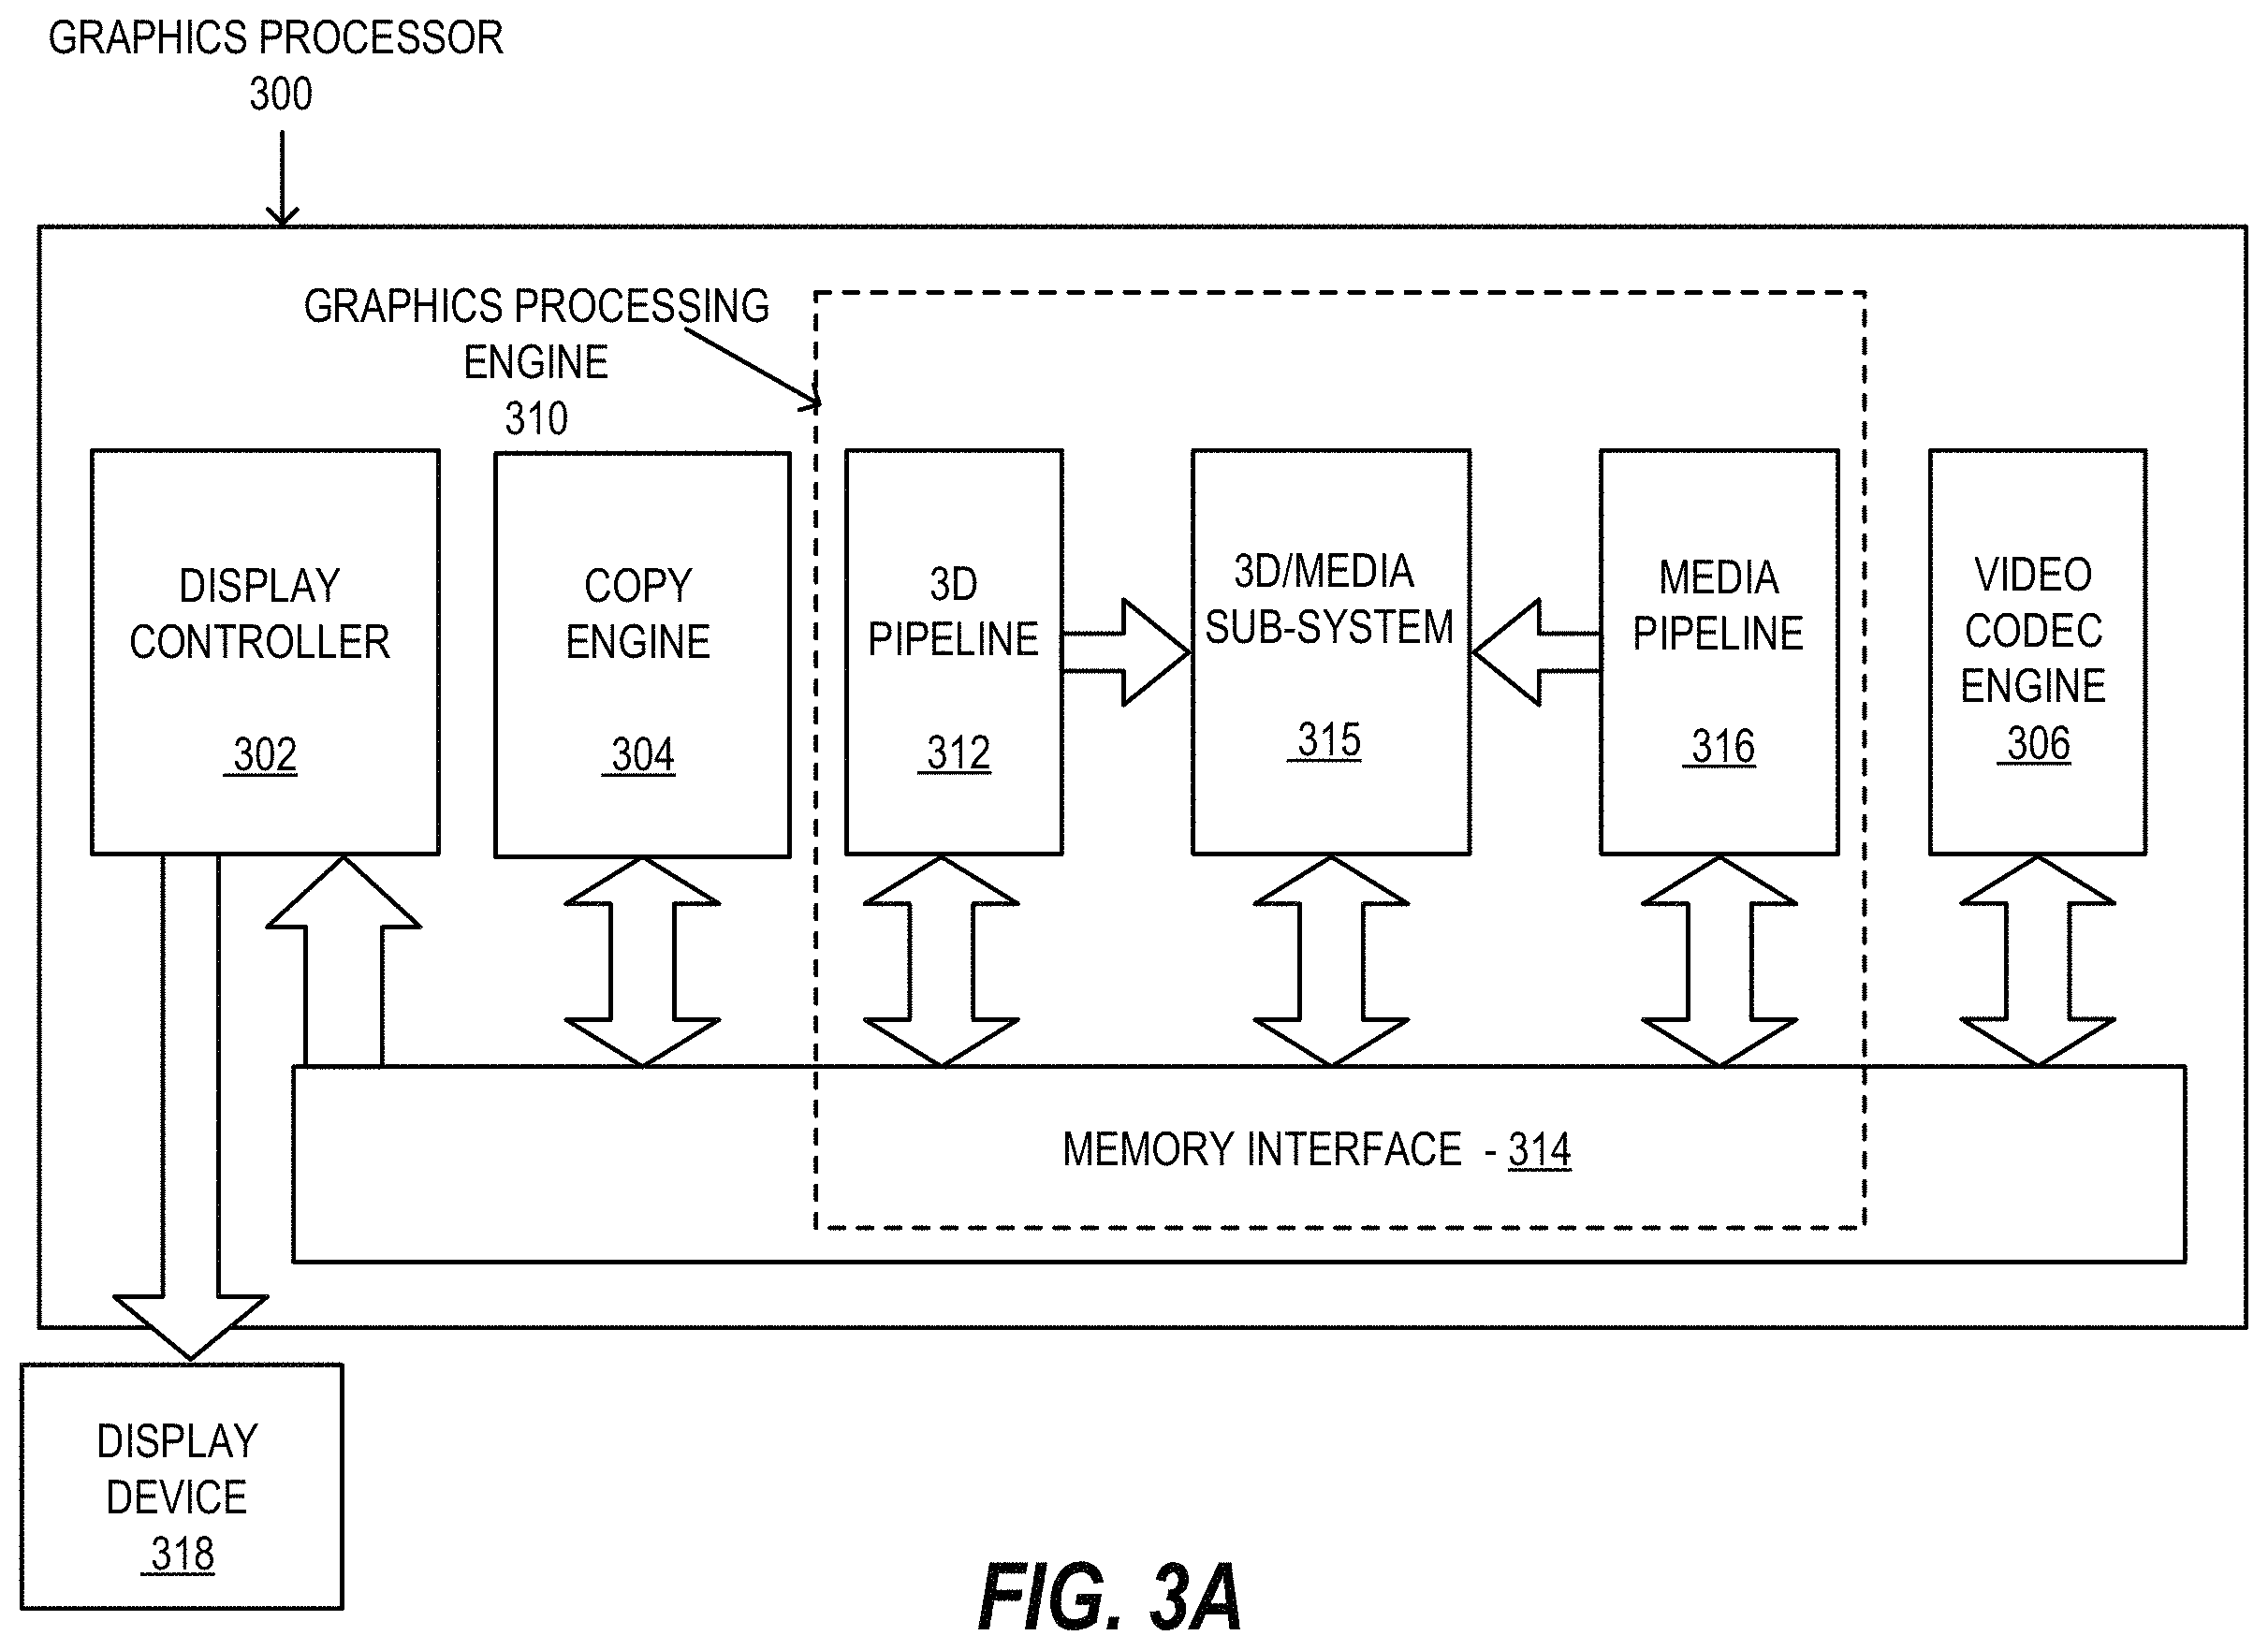 GRAPHICS PROCESSOR
300
GRAPHICS PROCESSING
ENGINE
310
DISPLAY
CONTROLLER
302
COPY
ENGINE
304
3D
PIPELINE
312
3D/MEDIA
SUB-SYSTEM
315
MEDIA
PIPELINE
316
VIDEO
CODEC
ENGINE
306
MEMORY INTERFACE - 314
DISPLAY
DEVICE
318
FIG. 3A